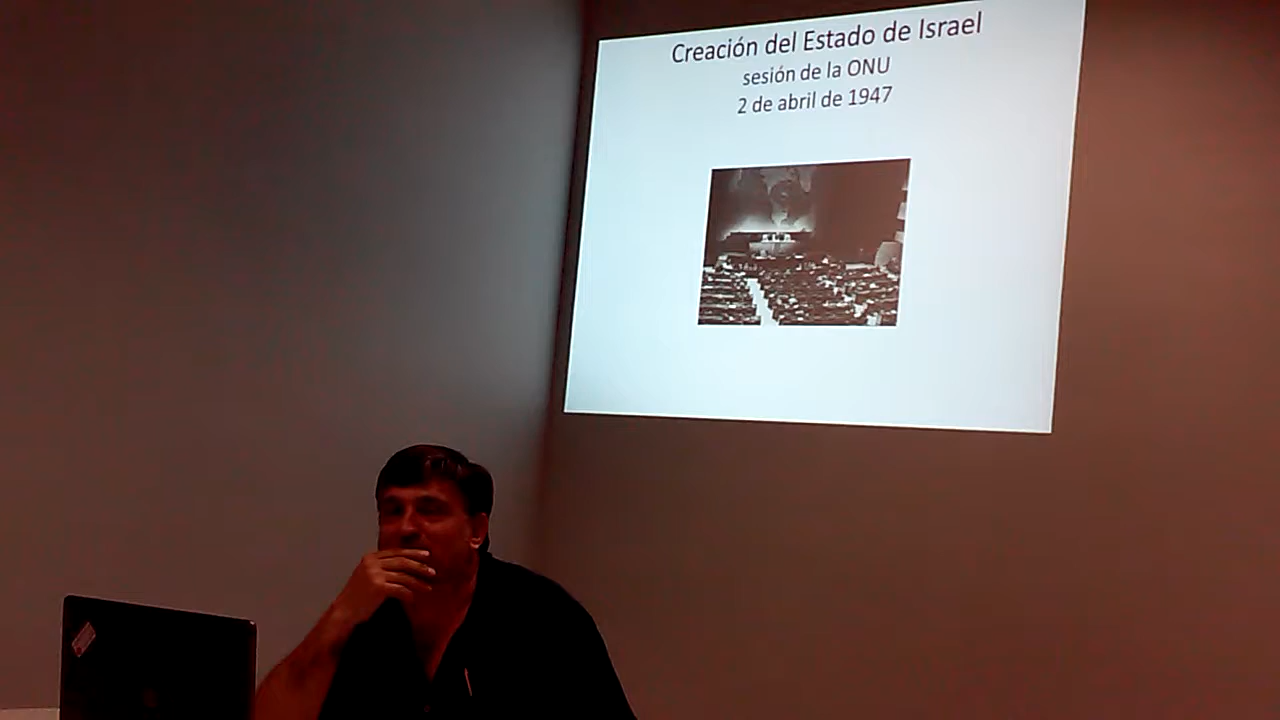 Creación del Estado de Israel
sesión de la ONU
2 de abril de 1947